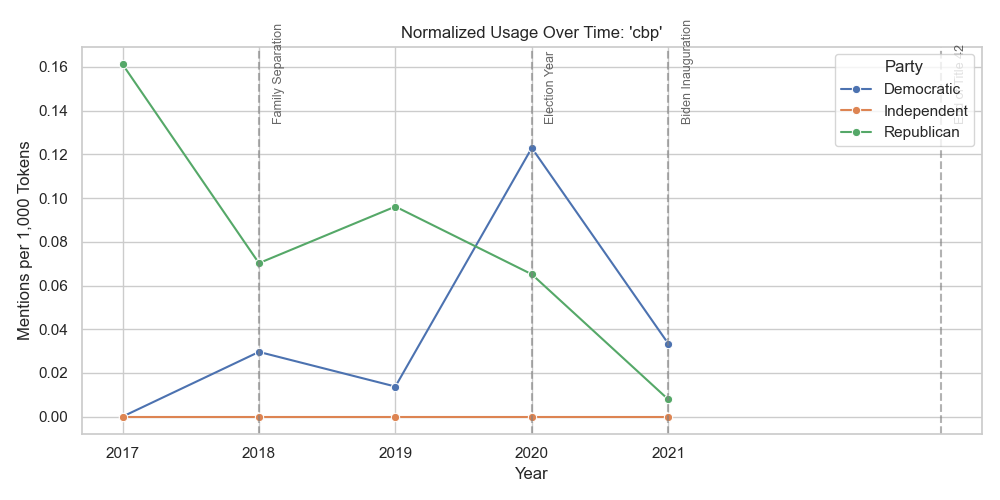 Normalized Usage Over Time: 'cbp'
Family Separation
Election Year
Biden Inauguration
Title 42
Party
Democratic
Independent
Republican
Mentions per 1,000 Tokens
0.16
0.14
0.12
0.10
0.08
0.06
0.04
0.02
0.00
2017 2018 2019 2020 2021
Year